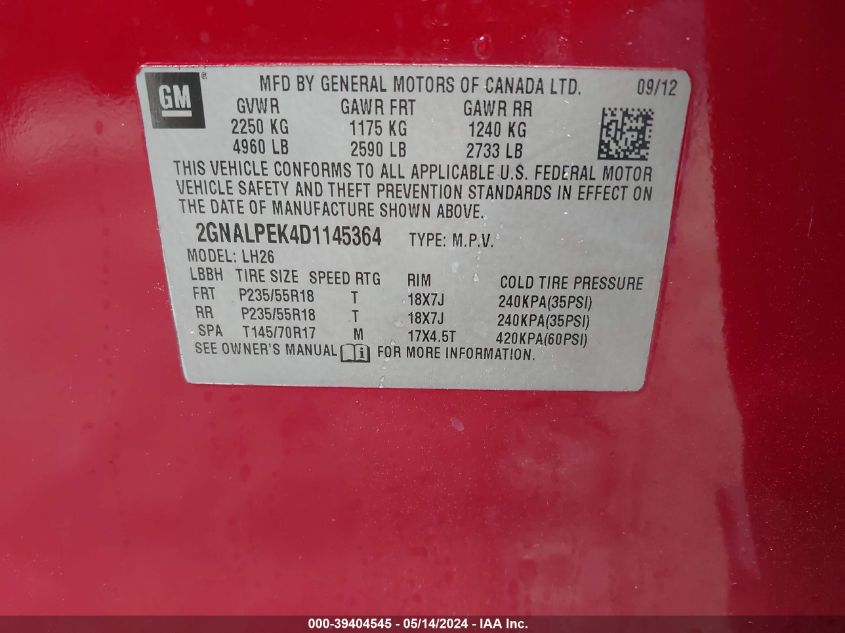 GM ®
MFD BY GENERAL MOTORS OF CANADA LTD. 09/12
GVWR GAWR FRT GAWR RR
2250 KG 1175 KG 1240 KG
4960 LB 2590 LB 2733 LB
THIS VEHICLE CONFORMS TO ALL APPLICABLE U.S. FEDERAL MOTOR
VEHICLE SAFETY AND THEFT PREVENTION STANDARDS IN EFFECT ON
THE DATE OF MANUFACTURE SHOWN ABOVE.
2GNALPEK4D1145364 TYPE: M.P.V.
MODEL: LH26
LBBH TIRE SIZE SPEED RTG RIM COLD TIRE PRESSURE
FRT P235/55R18 T 18X7J 240KPA(35PSI)
RR P235/55R18 T 18X7J 240KPA(35PSI)
SPA T145/70R17 M 17X4.5T 420KPA(60PSI)
SEE OWNER'S MANUAL FOR MORE INFORMATION.
000-39404545 - 05/14/2024 - IAA Inc.